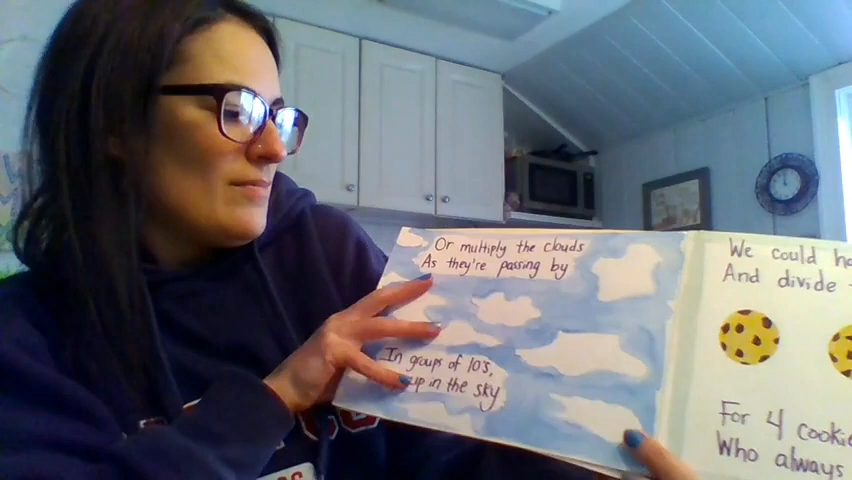 Or multiply the clouds
As they're passing by
In groups of 10's,
up in the sky
We could
And divide
For 4
Who always